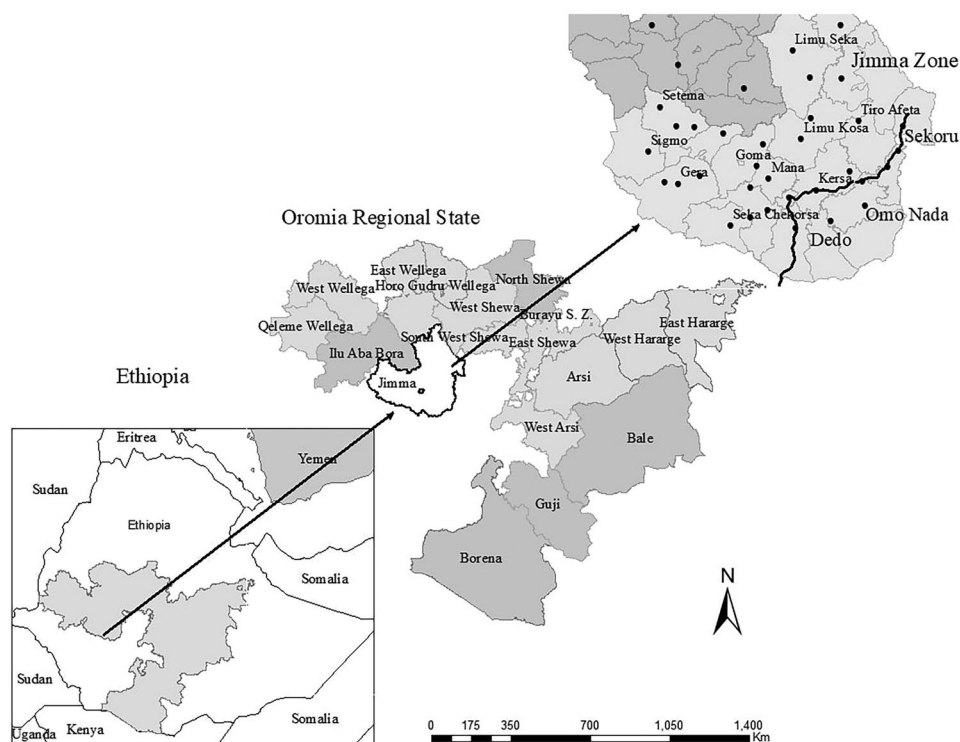 Limu Seka
Jimma Zone
Setema
Tiro Afeta
Limu Kosa
Sekoru
Sigmo
Goma
Mana
Gera
Kersa
Seka Chekorsa
Omo Nada
Dedo
Oromia Regional State
East Wellega
North Shewa
West Wellega
Horo Gudru Wellega
West Shewa
Burayu S. Z.
Qeleme Wellega
South West Shewa
East Shewa
West Hararge
East Hararge
Ilu Aba Bora
Ethiopia
Jimma
Arsi
West Arsi
Bale
Eritrea
Yemen
Sudan
Guji
Ethiopia
Borena
Somalia
N
Sudan
Somalia
Uganda
Kenya
0 175 350 700 1,050 1,400
Km